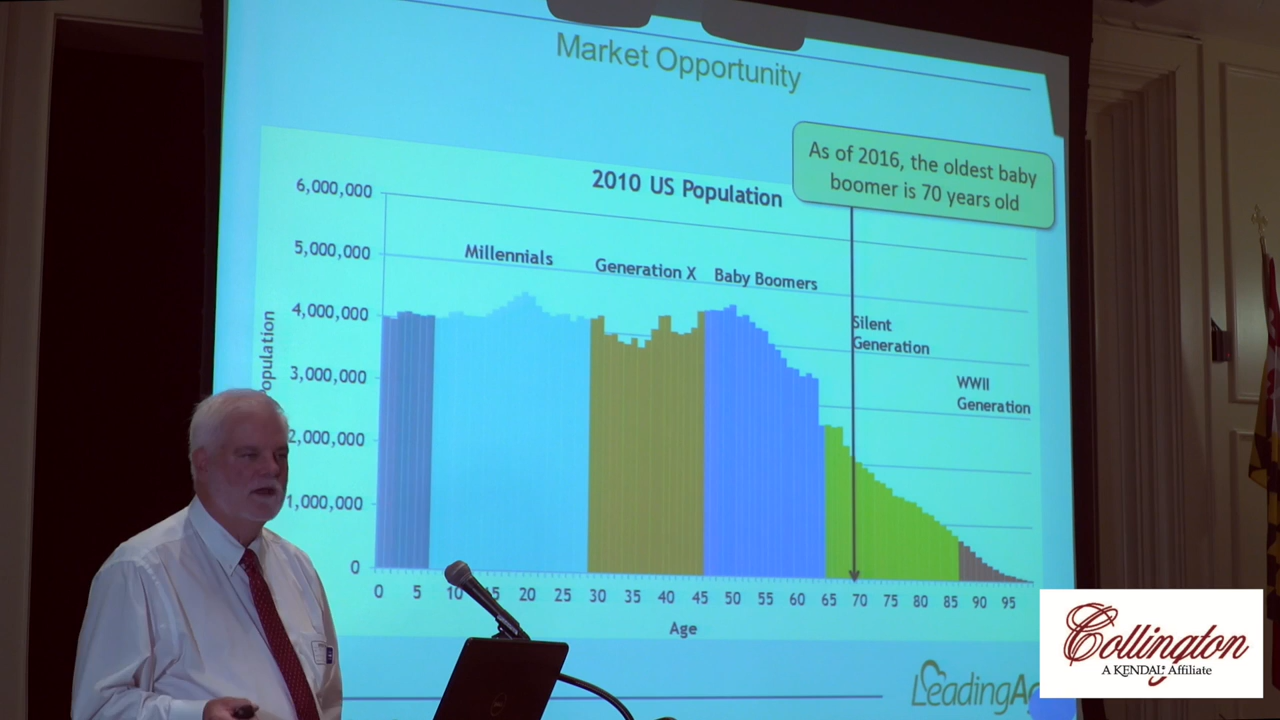 Market Opportunity
As of 2016, the oldest baby
boomer is 70 years old
2010 US Population
6,000,000
5,000,000
4,000,000
3,000,000
2,000,000
1,000,000
0
Millennials
Generation X
Baby Boomers
Silent
Generation
WWII
Generation
0 5 10 15 20 25 30 35 40 45 50 55 60 65 70 75 80 85 90 95
Age
Collington
A KENDAL Affiliate